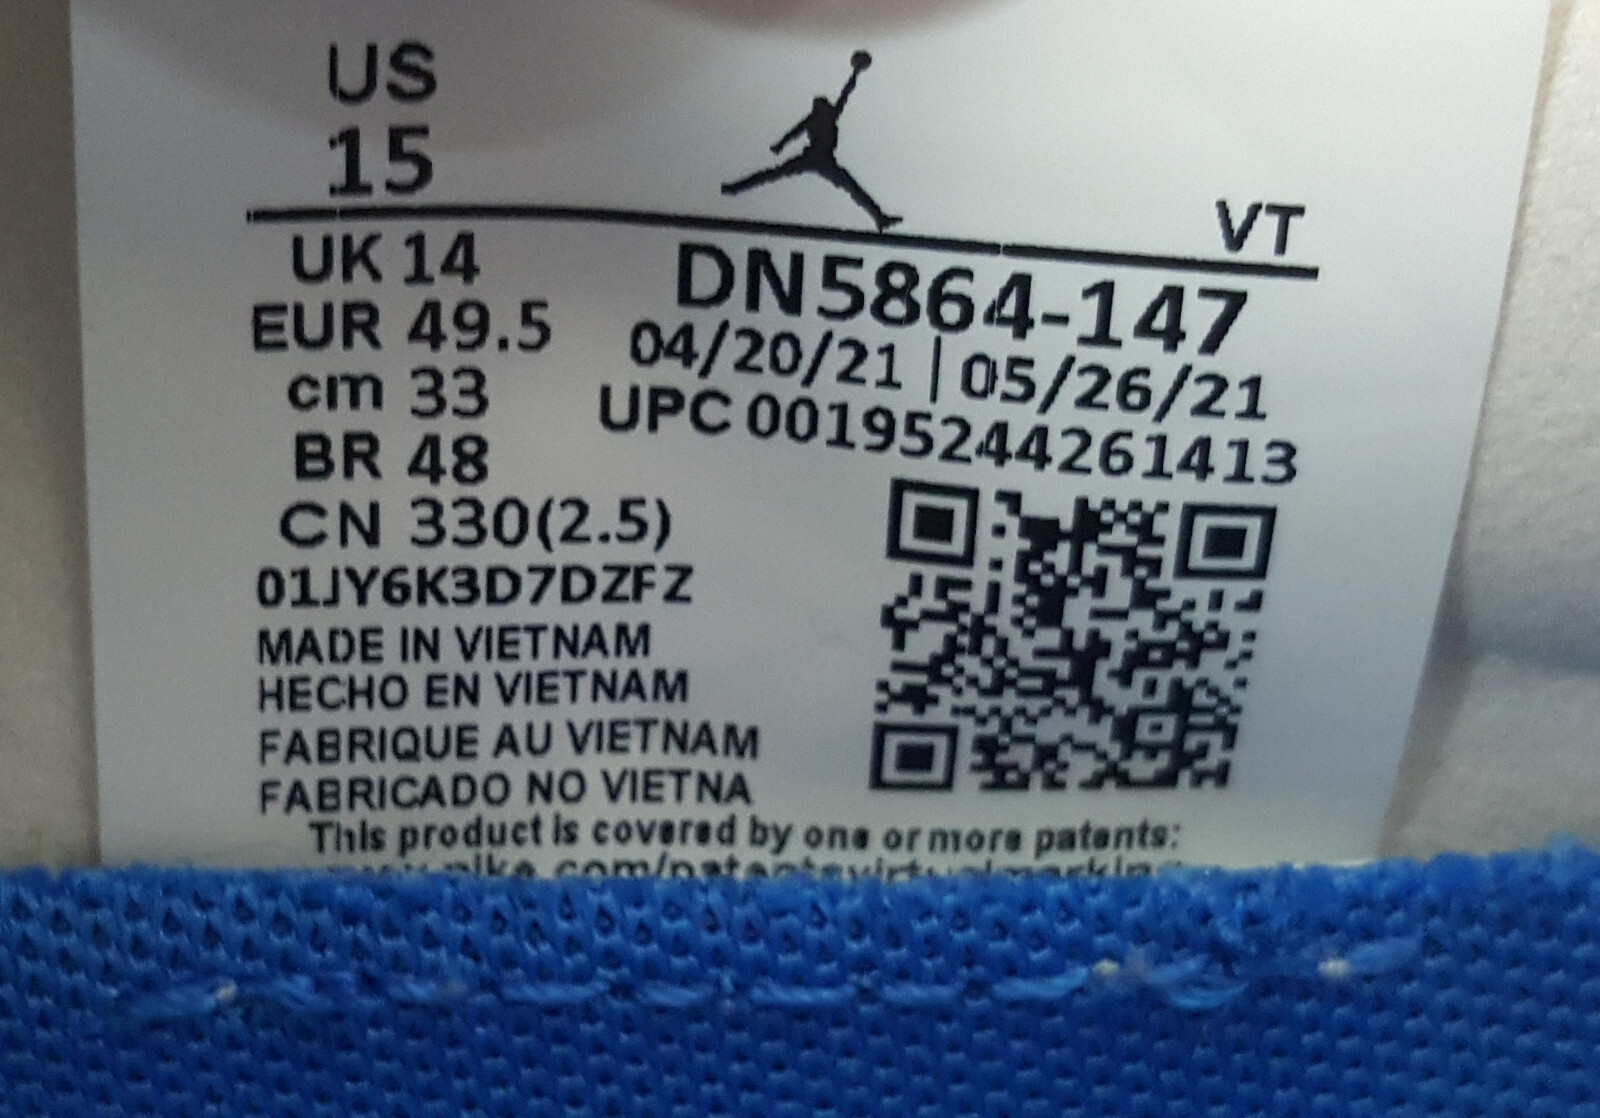 US
15
VT
UK 14
EUR 49.5
cm 33
BR 48
CN 330(2.5)
DN5864-147
04/20/21 | 05/26/21
UPC 00195244261413
01JY6K3D7DZFZ
MADE IN VIETNAM
HECHO EN VIETNAM
FABRIQUE AU VIETNAM
FABRICADO NO VIETNA
This product is covered by one or more patents: